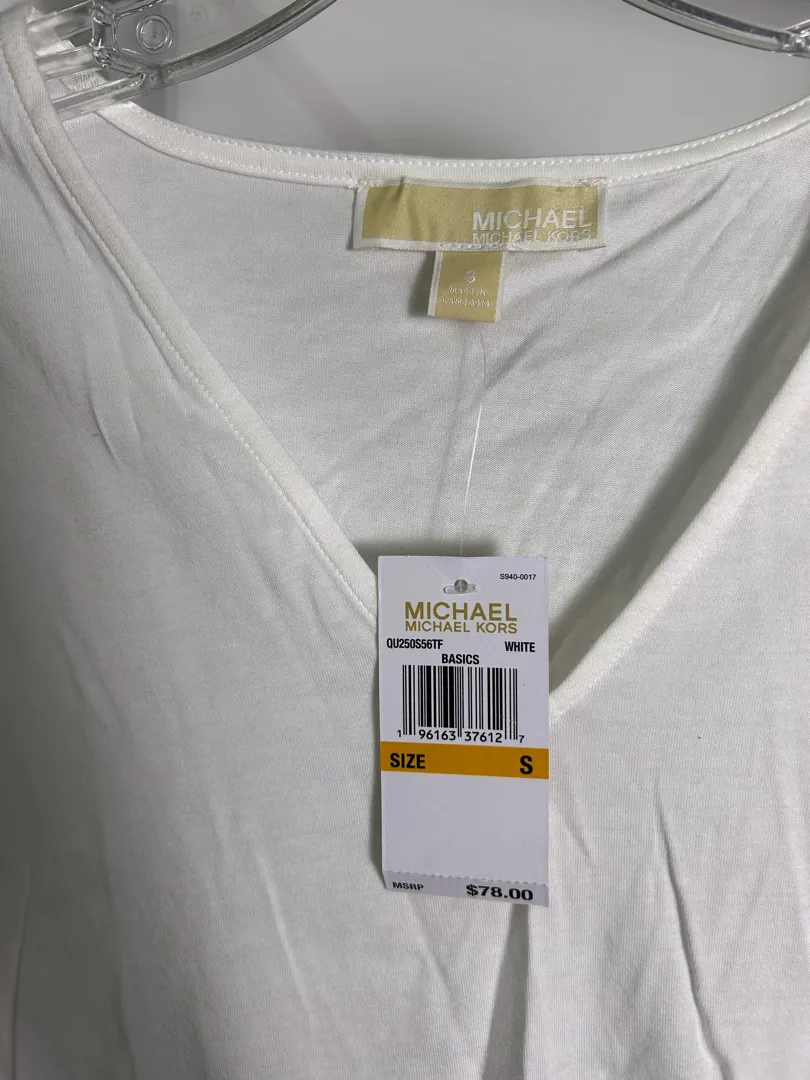 MICHAEL
MICHAEL KORS
S
MADE IN
S940-0017
MICHAEL
MICHAEL KORS
QU250S56TF WHITE
BASICS
1 96163 37612 7
SIZE S
MSRP $78.00